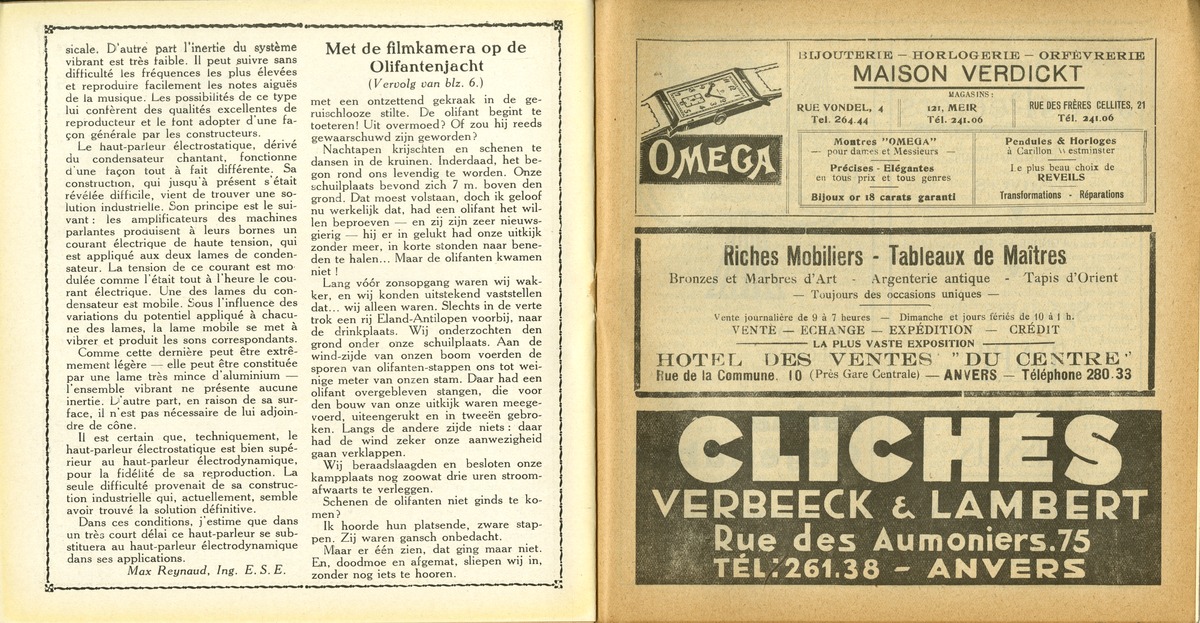 sicale. D'autre part l'inertie du système
vibrant est très faible. Il peut suivre sans
difficulté les fréquences les plus élevées
et reproduire facilement les notes aiguës
de la musique. Les possibilités de ce type
lui confèrent des qualités excellentes de
reproducteur et le font adopter d'une fa-
çon générale par les constructeurs.
Le haut-parleur électrostatique, dérivé
du condensateur chantant, fonctionne
d'une façon tout à fait différente. Sa
construction, qui jusqu'à présent s'était
révélée difficile, vient de trouver une so-
lution industrielle. Son principe est le sui-
vant : les amplificateurs des machines
parlantes produisent à leurs bornes un
courant électrique de haute tension, qui
est appliqué aux deux lames de conden-
sateur. La tension de ce courant est mo-
dulée comme l'était tout à l'heure le cou-
rant électrique. Une des lames du con-
densateur est mobile. Sous l'influence des
variations du potentiel appliqué à chacu-
ne des lames, la lame mobile se met à
vibrer et produit les sons correspondants.
Comme cette dernière peut être extrê-
mement légère — elle peut être constituée
par une lame très mince d'aluminium —
l'ensemble vibrant ne présente aucune
inertie. D'autre part, en raison de sa sur-
face, il n'est pas nécessaire de lui adjoin-
dre de cône.
Il est certain que, techniquement, le
haut-parleur électrostatique est bien supé-
rieur au haut-parleur électrodynamique,
pour la fidélité de sa reproduction. La
seule difficulté provenait de sa construc-
tion industrielle qui, actuellement, semble
avoir trouvé la solution définitive.
Dans ces conditions, j'estime que dans
un très court délai ce haut-parleur se sub-
stituera au haut-parleur électrodynamique
dans ses applications.
Max Reynaud, Ing. E. S. E.
Met de filmkamera op de
Olifantenjacht
(Vervolg van blz. 6.)
met een ontzettend gekraak in de ge-
ruischlooze stilte. De olifant begint te
toeteren! Uit overmoed? Of zou hij reeds
gewaarschuwd zijn geworden?
Nachtapen krijschten en schenen te
dansen in de kruinen. Inderdaad, het be-
gon rond ons levendig te worden. Onze
schuilplaats bevond zich 7 m. boven den
grond. Dat moest volstaan, doch ik geloof
nu werkelijk dat, had een olifant het wil-
len beproeven — en zij zijn zeer nieuws-
gierig — hij er in gelukt had onze uitkijk
zonder meer, in korte stonden naar bene-
den te halen... Maar de olifanten kwamen
niet !
Lang vóór zonsopgang waren wij wak-
ker, en wij konden uitstekend vaststellen
dat... wij alleen waren. Slechts in de verte
trok een rij Eland-Antilopen voorbij, naar
de drinkplaats. Wij onderzochten den
grond onder onze schuilplaats. Aan de
wind-zijde van onzen boom voerden de
sporen van olifanten-stappen ons tot wei-
nige meter van onzen stam. Daar had een
olifant overgebleven stangen, die voor
den bouw van onze uitkijk waren meege-
voerd, uiteengerukt en in tweeën gebro-
ken. Langs de andere zijde niets : daar
had de wind zeker onze aanwezigheid
gaan verklappen.
Wij beraadslaagden en besloten onze
kampplaats nog zoowat drie uren stroom-
afwaarts te verleggen.
Schenen de olifanten niet ginds te ko-
men?
Ik hoorde hun platsende, zware stap-
pen. Zij waren gansch onbedacht.
Maar er één zien, dat ging maar niet.
En, doodmoe en afgemat, sliepen wij in,
zonder nog iets te hooren.
BIJOUTERIE — HORLOGERIE — ORFÈVRERIE
MAISON VERDICKT
MAGASINS :
RUE VONDEL, 4
Tel. 264.44
121, MEIR
Tél. 241.06
RUE DES FRÈRES CELLITES, 21
Tél. 241.06
OMEGA
Montres "OMEGA"
— pour dames et Messieurs —
Précises - Elégantes
en tous prix et tous genres
Bijoux or 18 carats garanti
Pendules & Horloges
à Carillon Westminster
Le plus beau choix de
REVEILS
Transformations - Réparations
Riches Mobiliers - Tableaux de Maîtres
Bronzes et Marbres d'Art - Argenterie antique - Tapis d'Orient
— Toujours des occasions uniques —
Vente journalière de 9 à 7 heures — Dimanche et jours fériés de 10 à 1 h.
VENTE — ECHANGE — EXPÉDITION — CRÉDIT
LA PLUS VASTE EXPOSITION
HOTEL DES VENTES "DU CENTRE"
Rue de la Commune, 10 (Près Gare Centrale) — ANVERS — Téléphone 280.33
CLICHÉS
VERBEECK & LAMBERT
Rue des Aumoniers.75
TÉL:261.38 — ANVERS